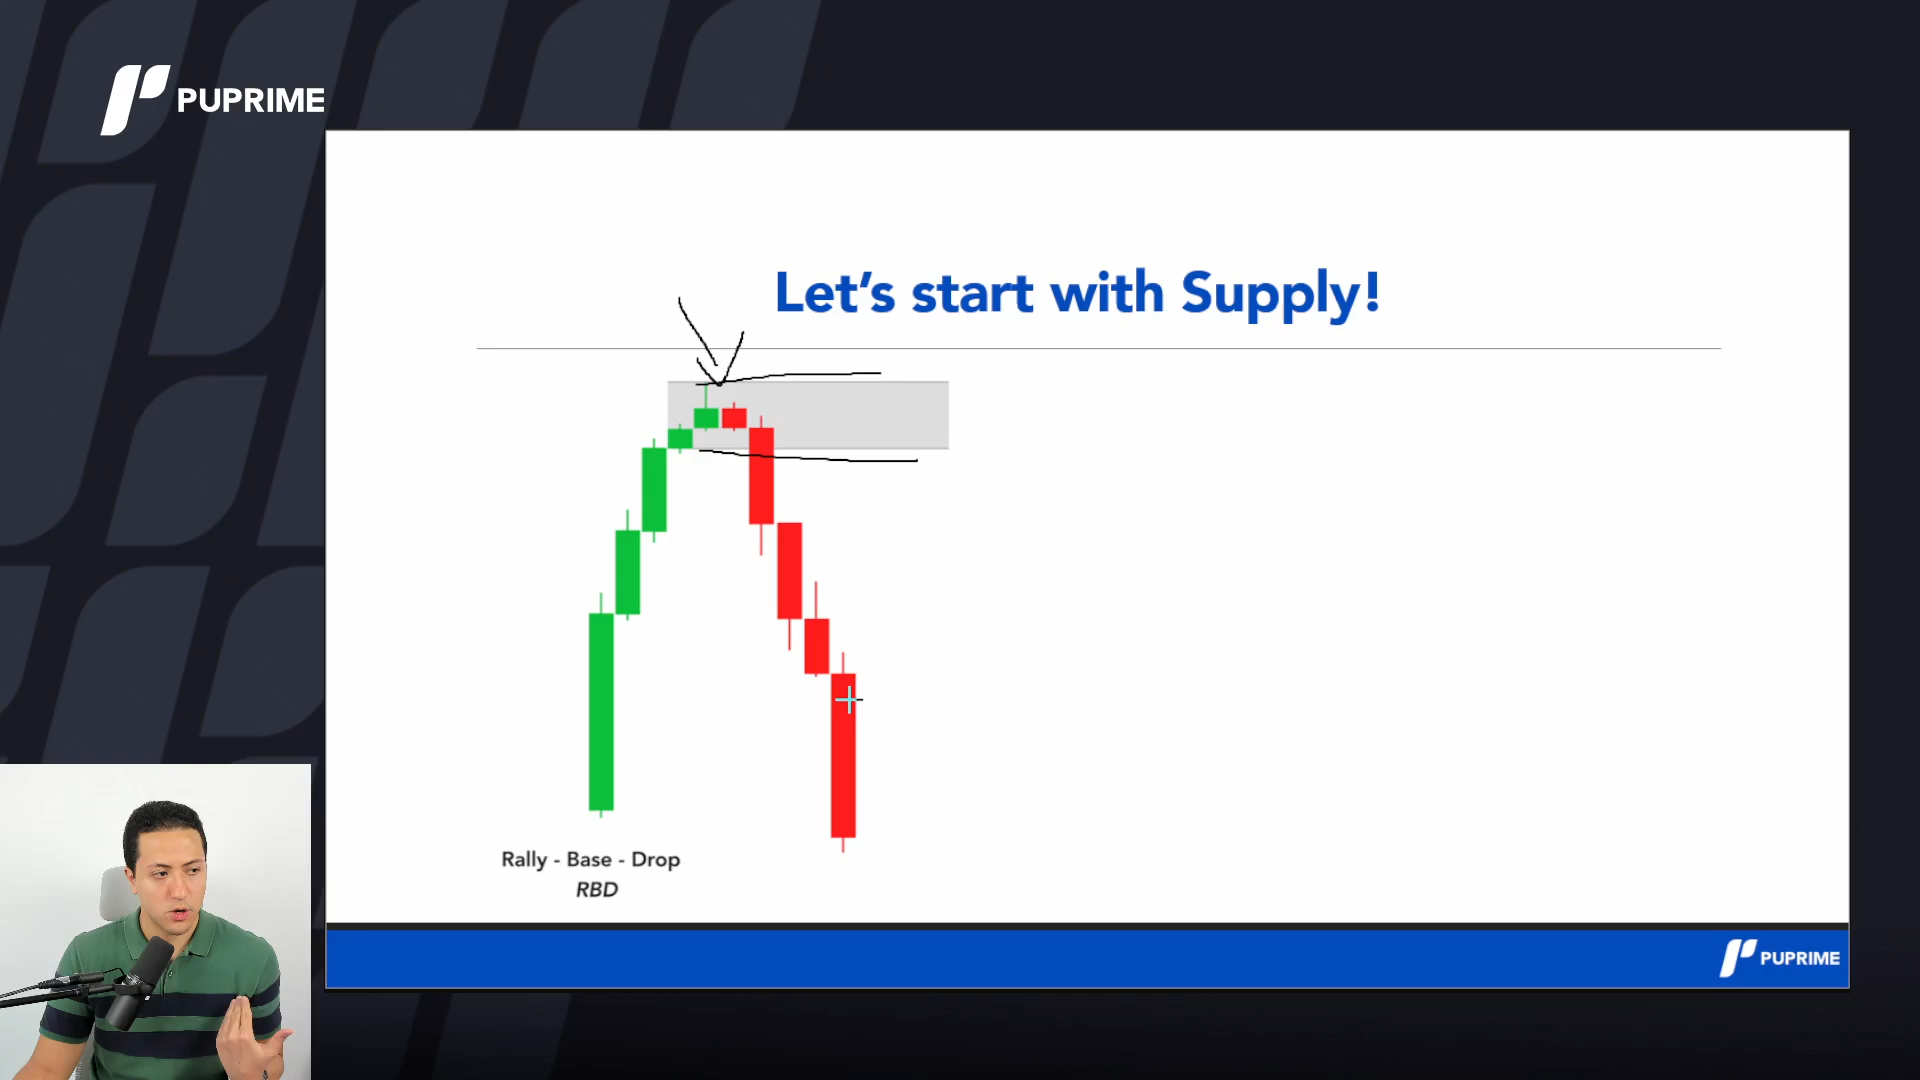 PUPRIME
Let's start with Supply!
Rally - Base - Drop
RBD
PUPRIME